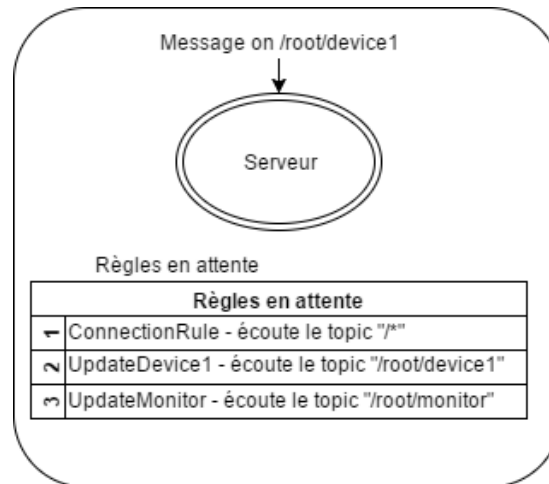 Message on /root/device1
Serveur
Règles en attente
Règles en attente
1 ConnectionRule - écoute le topic "/*"
2 UpdateDevice1 - écoute le topic "/root/device1"
3 UpdateMonitor - écoute le topic "/root/monitor"